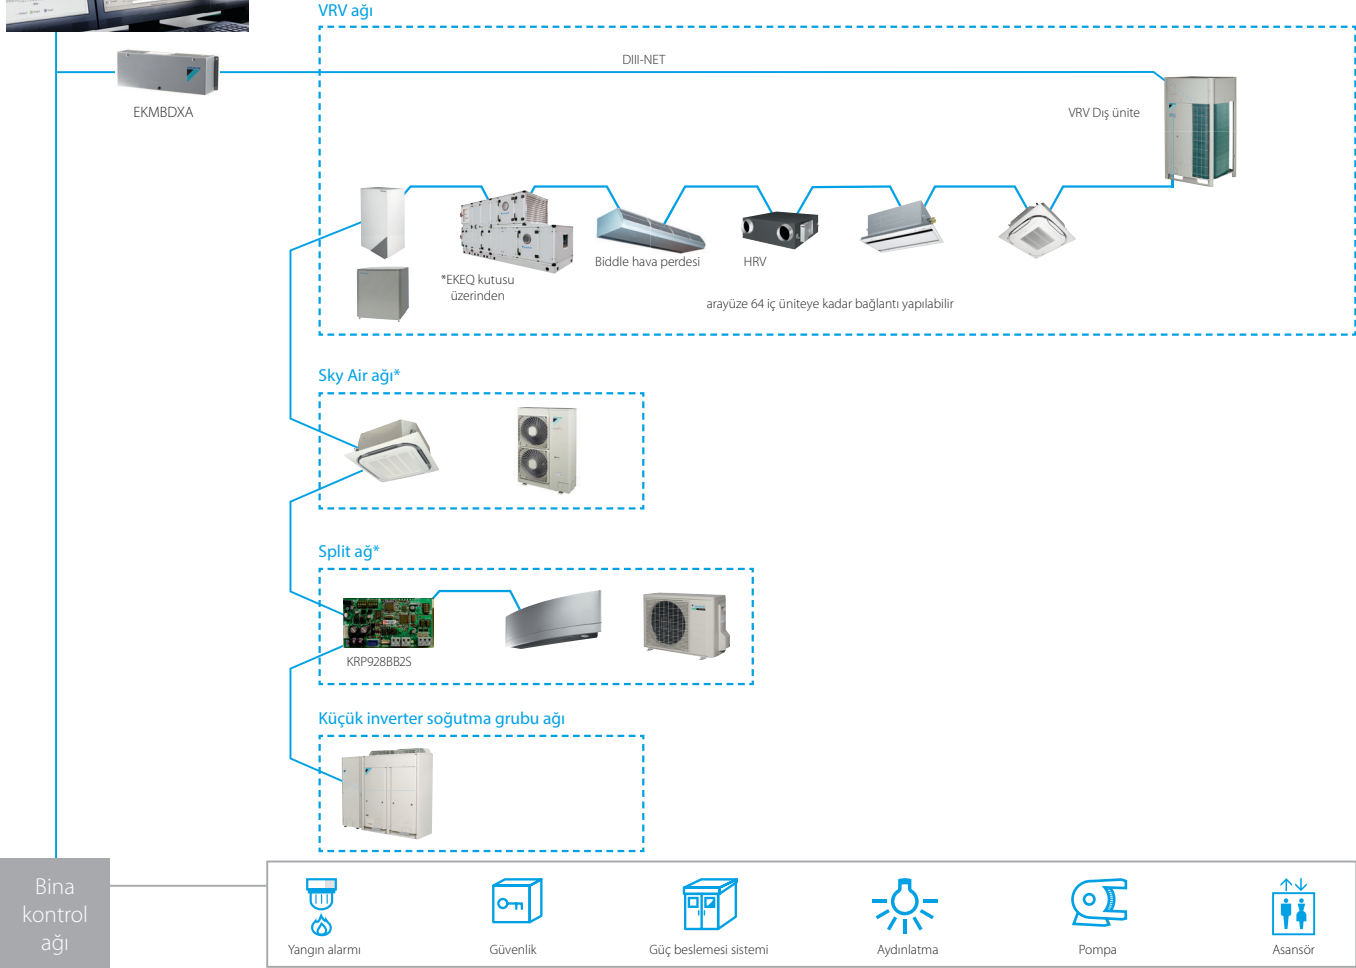 VRV ağı
DIII-NET
EKMBDXA
VRV Dış ünite
*EKEQ kutusu
üzerinden
Biddle hava perdesi
HRV
arayüze 64 iç üniteye kadar bağlantı yapılabilir
Sky Air ağı*
Split ağ*
KRP928BB2S
Küçük inverter soğutma grubu ağı
Bina
kontrol
ağı
Yangın alarmı
Güvenlik
Güç beslemesi sistemi
Aydınlatma
Pompa
Asansör